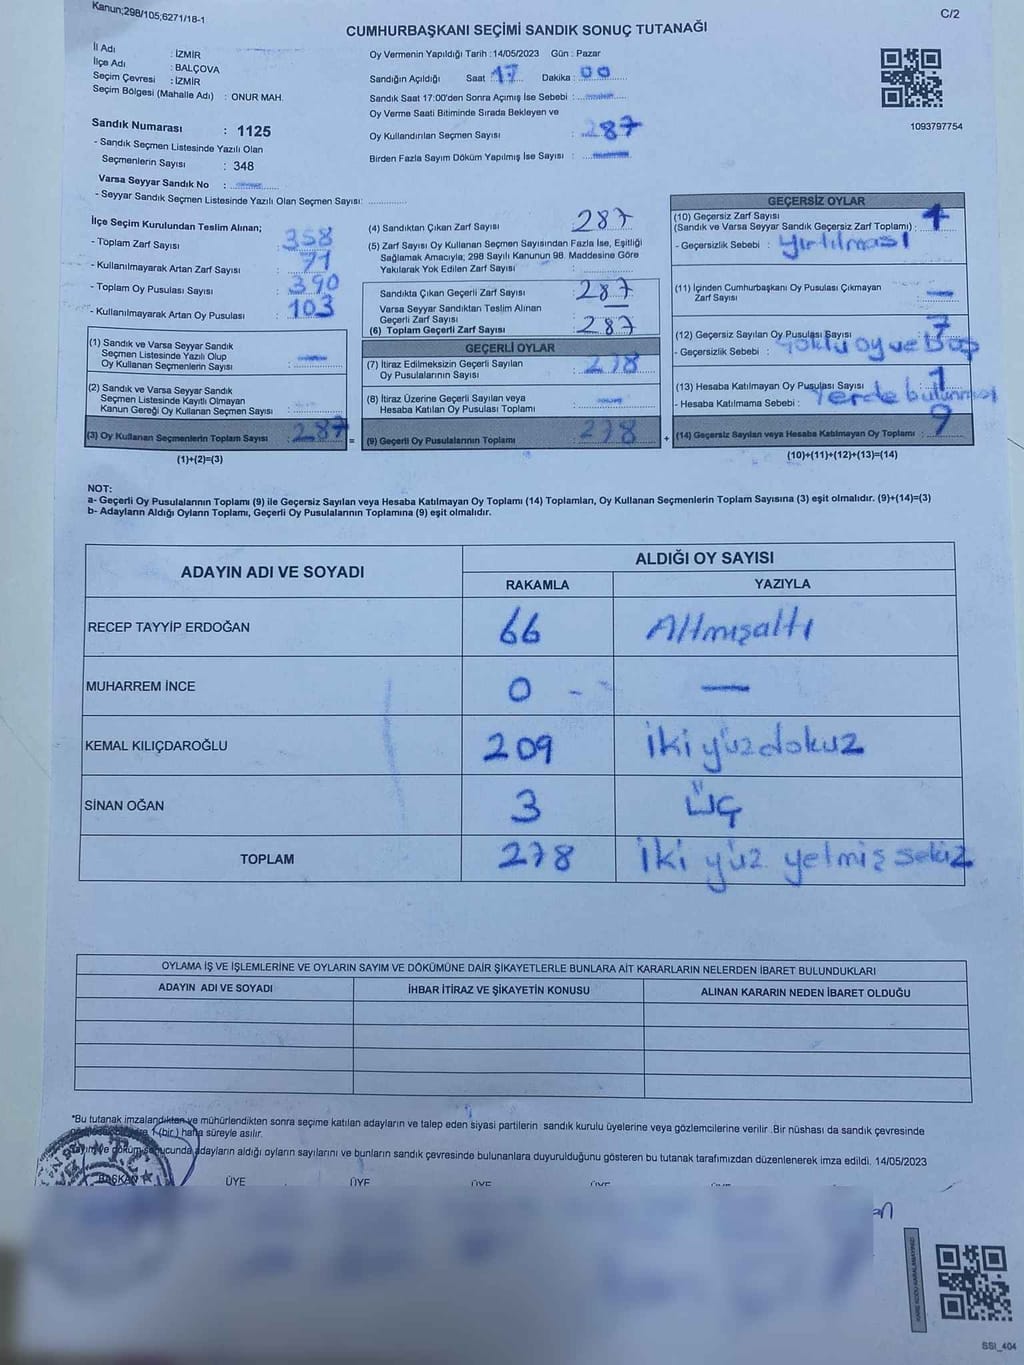 Kanun;298/105;6271/18-1
C/2
CUMHURBAŞKANI SEÇİMİ SANDIK SONUÇ TUTANAĞI
İl Adı : İZMİR
İlçe Adı : BALÇOVA
Seçim Çevresi : İZMİR
Seçim Bölgesi (Mahalle Adı) : ONUR MAH.
Sandık Numarası : 1125
- Sandık Seçmen Listesinde Yazılı Olan
Seçmenlerin Sayısı : 348
Varsa Seyyar Sandık No :
- Seyyar Sandık Seçmen Listesinde Yazılı Olan Seçmen Sayısı:
Oy Vermenin Yapıldığı Tarih :14/05/2023 Gün : Pazar
Sandığın Açıldığı Saat 17 Dakika : 00
Sandık Saat 17:00'den Sonra Açımış İse Sebebi :
Oy Verme Saati Bitiminde Sırada Bekleyen ve
Oy Kullandırılan Seçmen Sayısı : 287
Birden Fazla Sayım Döküm Yapılmış İse Sayısı :
1093797754
İlçe Seçim Kurulundan Teslim Alınan;
- Toplam Zarf Sayısı : 358
- Kullanılmayarak Artan Zarf Sayısı : 71
- Toplam Oy Pusulası Sayısı : 390
- Kullanılmayarak Artan Oy Pusulası : 103
(1) Sandık ve Varsa Seyyar Sandık
Seçmen Listesinde Yazılı Olup
Oy Kullanan Seçmenlerin Sayısı :
(2) Sandık ve Varsa Seyyar Sandık
Seçmen Listesinde Kayıtlı Olmayan
Kanun Gereği Oy Kullanan Seçmen Sayısı :
(3) Oy Kullanan Seçmenlerin Toplam Sayısı : 287 =
(1)+(2)=(3)
(4) Sandıktan Çıkan Zarf Sayısı : 287
(5) Zarf Sayısı Oy Kullanan Seçmen Sayısından Fazla İse, Eşitliği
Sağlamak Amacıyla; 298 Sayılı Kanunun 98. Maddesine Göre
Yakılarak Yok Edilen Zarf Sayısı :
Sandıkta Çıkan Geçerli Zarf Sayısı : 287
Varsa Seyyar Sandıktan Teslim Alınan
Geçerli Zarf Sayısı :
(6) Toplam Geçerli Zarf Sayısı : 287
GEÇERLİ OYLAR
(7) İtiraz Edilmeksizin Geçerli Sayılan
Oy Pusulalarının Sayısı : 278
(8) İtiraz Üzerine Geçerli Sayılan veya
Hesaba Katılan Oy Pusulası Toplamı :
(9) Geçerli Oy Pusulalarının Toplamı : 278 +
GEÇERSİZ OYLAR
(10) Geçersiz Zarf Sayısı
(Sandık ve Varsa Seyyar Sandık Geçersiz Zarf Toplamı) : 1
- Geçersizlik Sebebi : Yırtılması
(11) İçinden Cumhurbaşkanı Oy Pusulası Çıkmayan
Zarf Sayısı :
(12) Geçersiz Sayılan Oy Pusulası Sayısı : 7
- Geçersizlik Sebebi : Çoklu oy ve boş
(13) Hesaba Katılmayan Oy Pusulası Sayısı : 1
- Hesaba Katılmama Sebebi : Yerde bulunması
(14) Geçersiz Sayılan veya Hesaba Katılmayan Oy Toplamı : 9
(10)+(11)+(12)+(13)=(14)
NOT:
a- Geçerli Oy Pusulalarının Toplamı (9) ile Geçersiz Sayılan veya Hesaba Katılmayan Oy Toplamı (14) Toplamları, Oy Kullanan Seçmenlerin Toplam Sayısına (3) eşit olmalıdır. (9)+(14)=(3)
b- Adayların Aldığı Oyların Toplamı, Geçerli Oy Pusulalarının Toplamına (9) eşit olmalıdır.
ADAYIN ADI VE SOYADI
ALDIĞI OY SAYISI
RAKAMLA YAZIYLA
RECEP TAYYİP ERDOĞAN 66 Altmışaltı
MUHARREM İNCE 0 —
KEMAL KILIÇDAROĞLU 209 İki yüzdokuz
SİNAN OĞAN 3 ÜÇ
TOPLAM 278 İki yüz yetmiş sekiz
OYLAMA İŞ VE İŞLEMLERİNE VE OYLARIN SAYIM VE DÖKÜMÜNE DAİR ŞİKAYETLERLE BUNLARA AİT KARARLARIN NELERDEN İBARET BULUNDUKLARI
ADAYIN ADI VE SOYADI İHBAR İTİRAZ VE ŞİKAYETİN KONUSU ALINAN KARARIN NEDEN İBARET OLDUĞU
"Bu tutanak imzalandıktan ve mühürlendikten sonra seçime katılan adayların ve talep eden siyasi partilerin sandık kurulu üyelerine veya gözlemcilerine verilir .Bir nüshası da sandık çevresinde
1 (bir) hafta süreyle asılır.
Sayım ve döküm sonucunda adayların aldığı oyların sayılarını ve bunların sandık çevresinde bulunanlara duyurulduğunu gösteren bu tutanak tarafımızdan düzenlenerek imza edildi. 14/05/2023
BAŞKAN ÜYE ÜYE ÜYE ÜYE
SSI_404